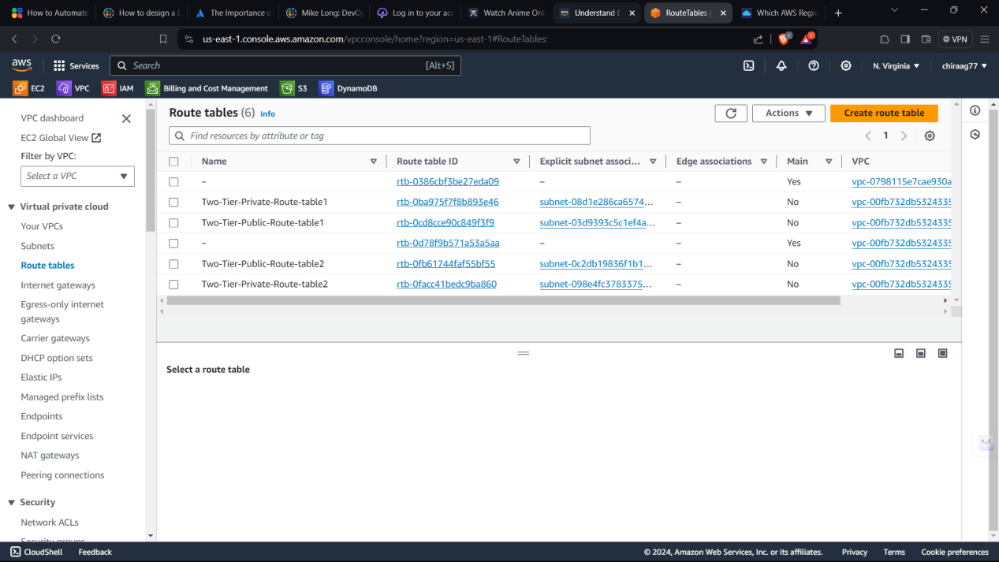 How to Automate
How to design a
The Importance o
Mike Long: DevO
Log in to your acc
Watch Anime Onl
Understand E
RouteTables |
Which AWS Regio
us-east-1.console.aws.amazon.com/vpcconsole/home?region=us-east-1#RouteTables:
1
1
VPN
aws
Services
Search
[Alt+S]
N. Virginia
chiraag77
EC2
VPC
IAM
Billing and Cost Management
S3
DynamoDB
VPC dashboard
EC2 Global View
Filter by VPC:
Select a VPC
Virtual private cloud
Your VPCs
Subnets
Route tables
Internet gateways
Egress-only internet
gateways
Carrier gateways
DHCP option sets
Elastic IPs
Managed prefix lists
Endpoints
Endpoint services
NAT gateways
Peering connections
Security
Network ACLs
Security groups
Route tables (6) Info
Actions
Create route table
Find resources by attribute or tag
1
Name Route table ID Explicit subnet associ... Edge associations Main VPC
– rtb-0386cbf3be27eda09 – – Yes vpc-0798115e7cae930a
Two-Tier-Private-Route-table1 rtb-0ba975f7f8b893e46 subnet-08d1e286ca6574... – No vpc-00fb732db5324335
Two-Tier-Public-Route-table1 rtb-0cd8cce90c849f3f9 subnet-03d9393c5c1ef4a... – No vpc-00fb732db5324335
– rtb-0d78f9b571a53a5aa – – Yes vpc-00fb732db5324335
Two-Tier-Public-Route-table2 rtb-0fb61744faf55bf55 subnet-0c2db19836f1b1... – No vpc-00fb732db5324335
Two-Tier-Private-Route-table2 rtb-0facc41bedc9ba860 subnet-098e4fc3783375... – No vpc-00fb732db5324335
Select a route table
CloudShell
Feedback
© 2024, Amazon Web Services, Inc. or its affiliates.
Privacy
Terms
Cookie preferences